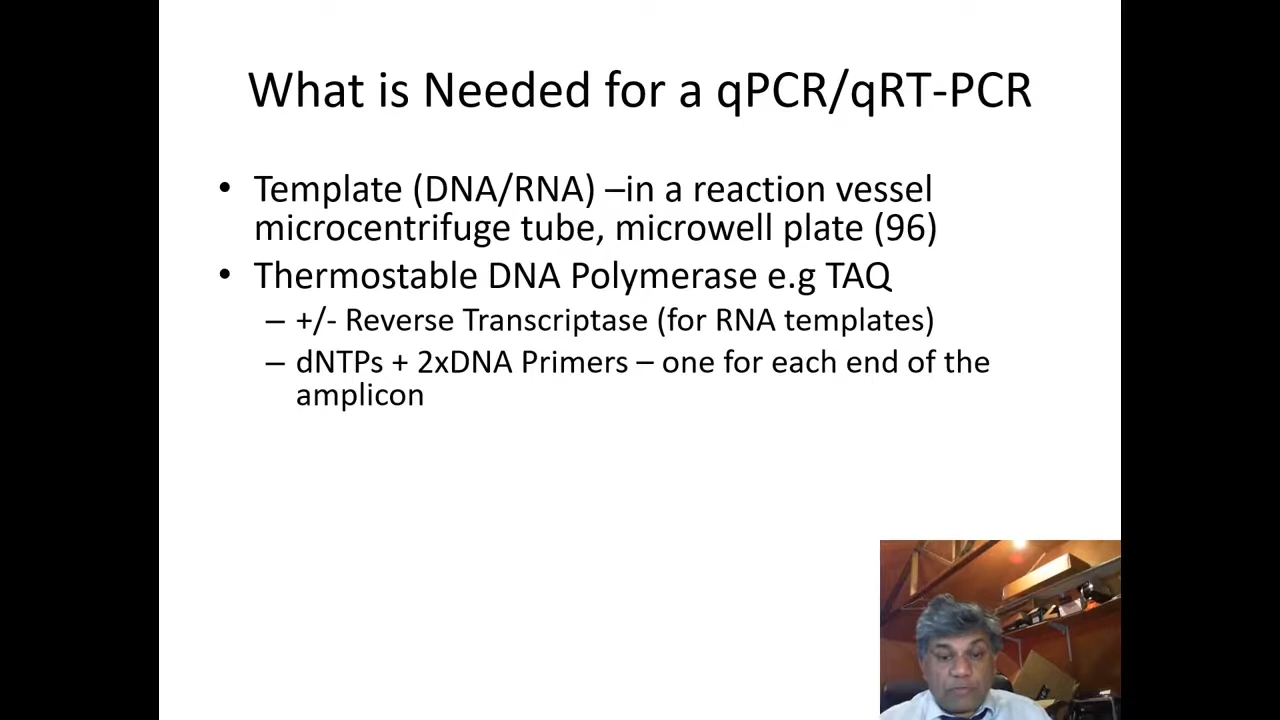 What is Needed for a qPCR/qRT-PCR
• Template (DNA/RNA) –in a reaction vessel
microcentrifuge tube, microwell plate (96)
• Thermostable DNA Polymerase e.g TAQ
– +/- Reverse Transcriptase (for RNA templates)
– dNTPs + 2xDNA Primers – one for each end of the
amplicon